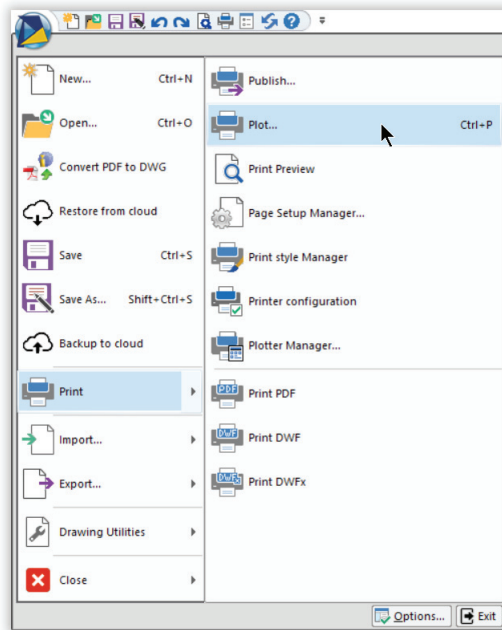 New... Ctrl+N
Open... Ctrl+O
Convert PDF to DWG
Restore from cloud
Save Ctrl+S
Save As... Shift+Ctrl+S
Backup to cloud
Print
Import...
Export...
Drawing Utilities
Close
Publish...
Plot... Ctrl+P
Print Preview
Page Setup Manager...
Print style Manager
Printer configuration
Plotter Manager...
PDF Print PDF
DWF Print DWF
DWFx Print DWFx
Options... Exit